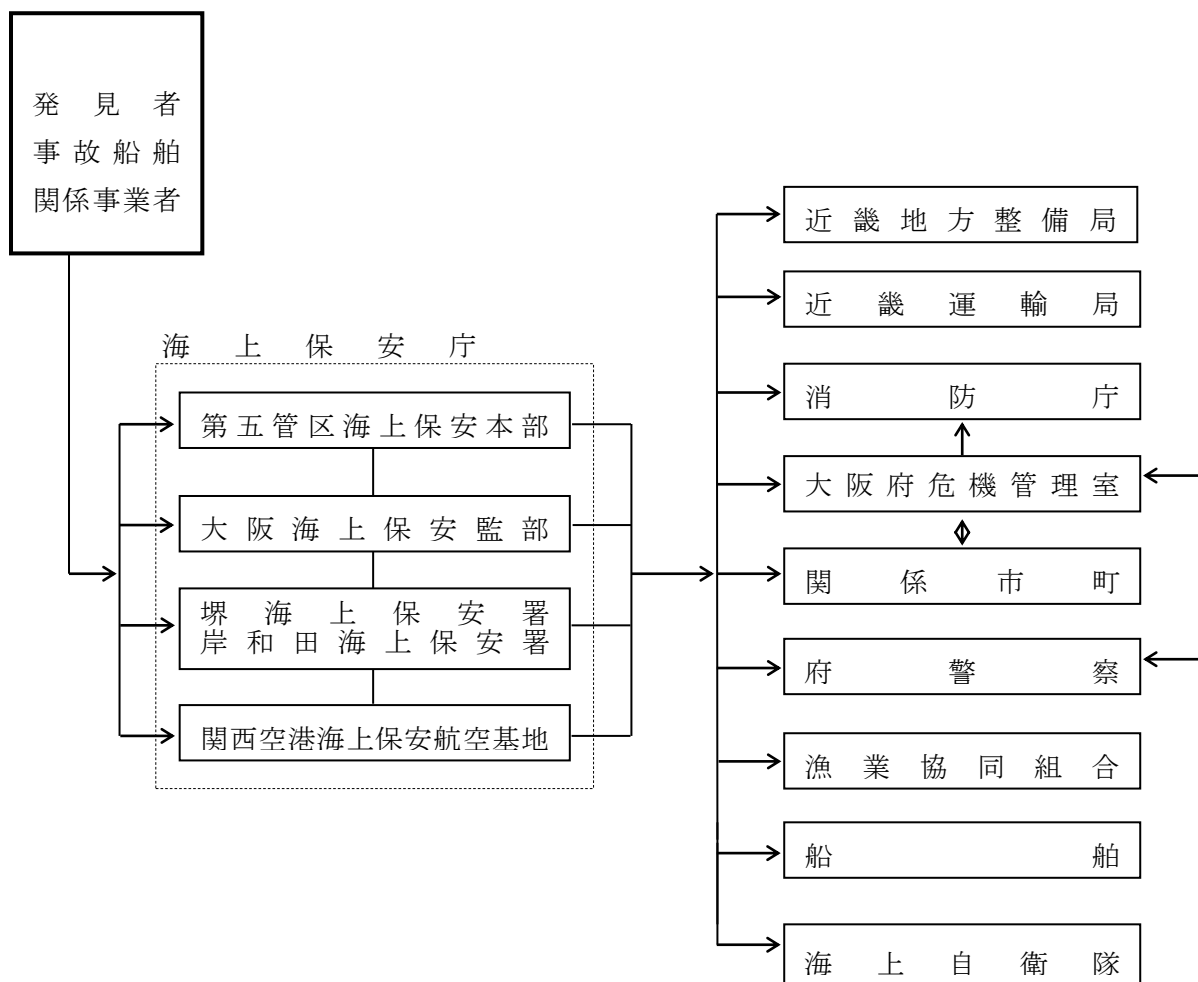 発見者
事故船舶
関係事業者
海上保安庁
第五管区海上保安本部
大阪海上保安監部
堺海上保安署
岸和田海上保安署
関西空港海上保安航空基地
近畿地方整備局
近畿運輸局
消防庁
大阪府危機管理室
関係市町
府警察
漁業協同組合
船舶
海上自衛隊